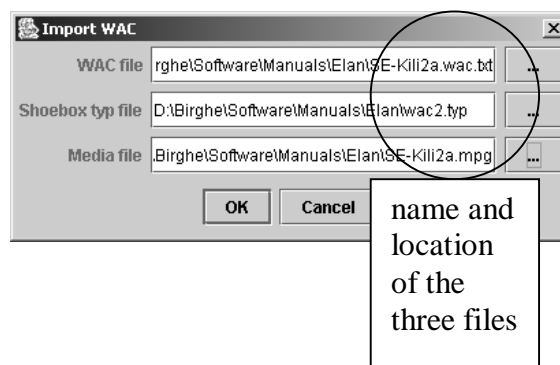 Import WAC
WAC file rghe\Software\Manuals\Elan\SE-Kili2a.wac.txt ...
Shoebox typ file D:\Birghe\Software\Manuals\Elan\wac2.typ ...
Media file .Birghe\Software\Manuals\Elan\SE-Kili2a.mpg ...
OK Cancel
name and
location
of the
three files